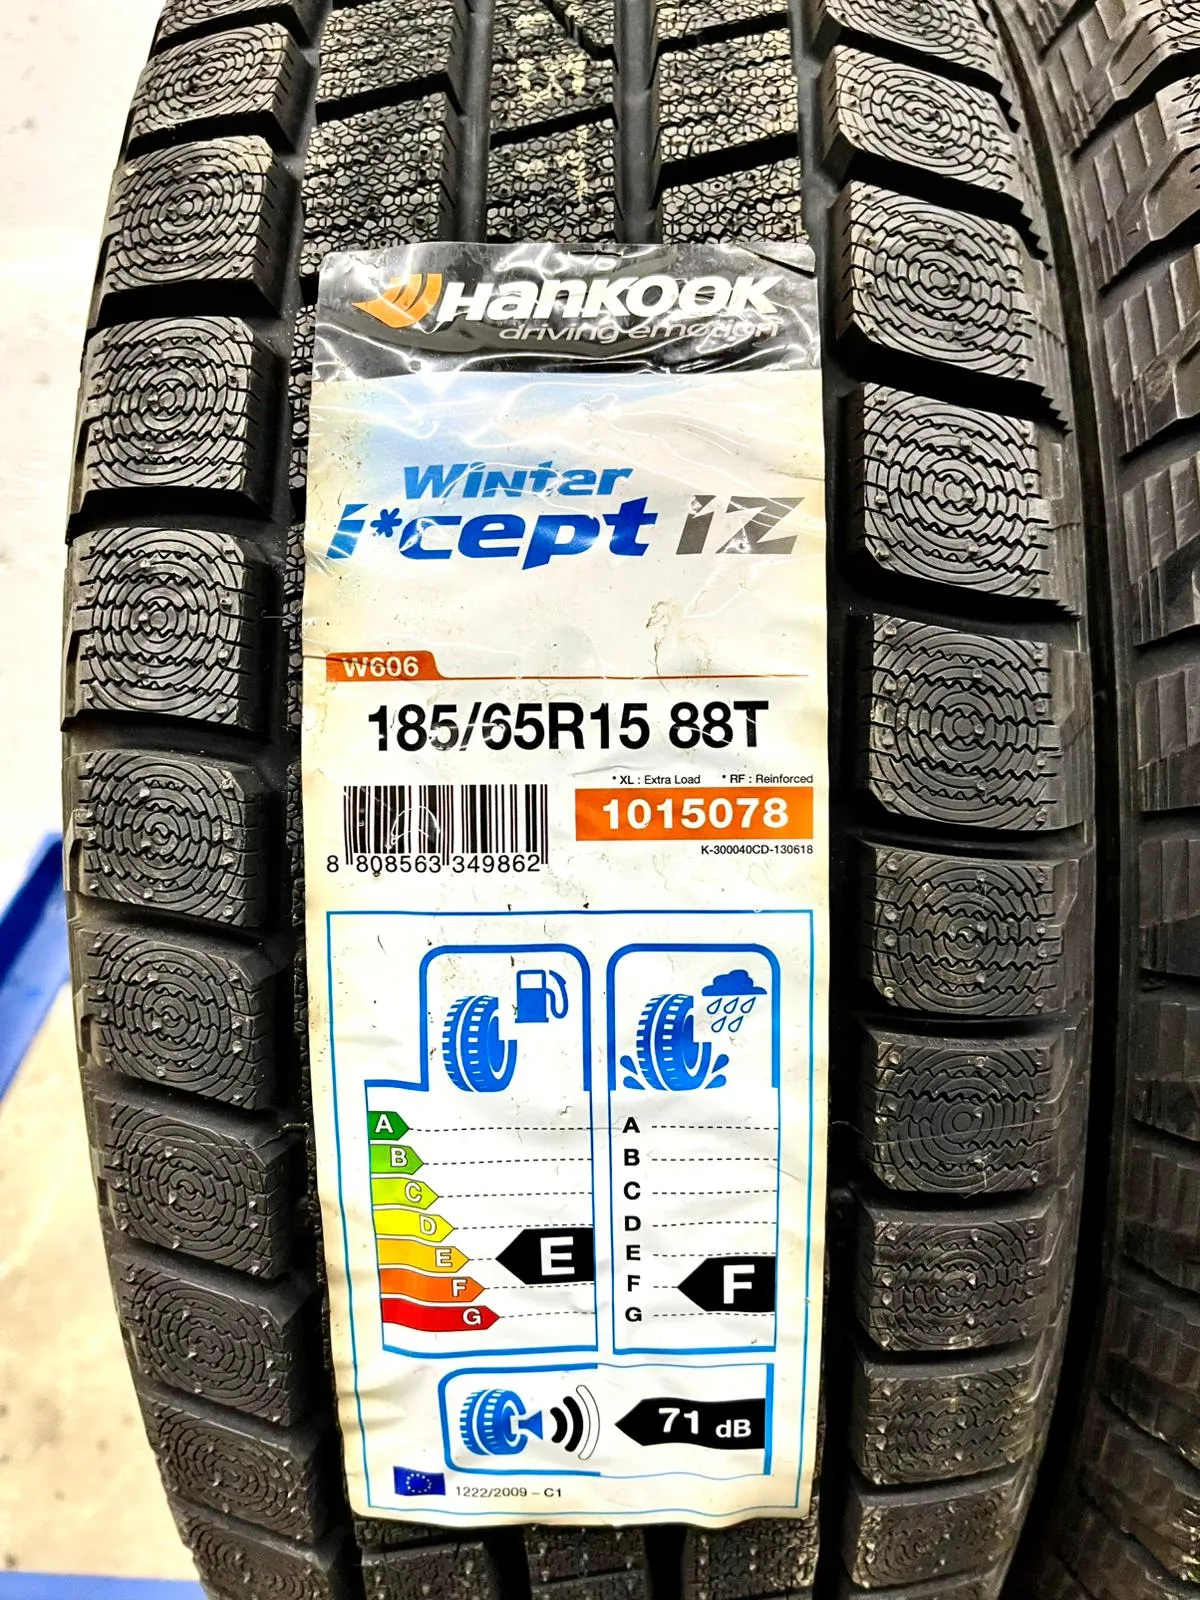 Hankook
driving emotion
Winter
i*cept iZ
W606
185/65R15 88T
* XL : Extra Load * RF : Reinforced
1015078
K-300040CD-130618
8 808563 349862
A
B
C
D
E
F
G
E
A
B
C
D
E
F
G
F
71 dB
1222/2009 – C1